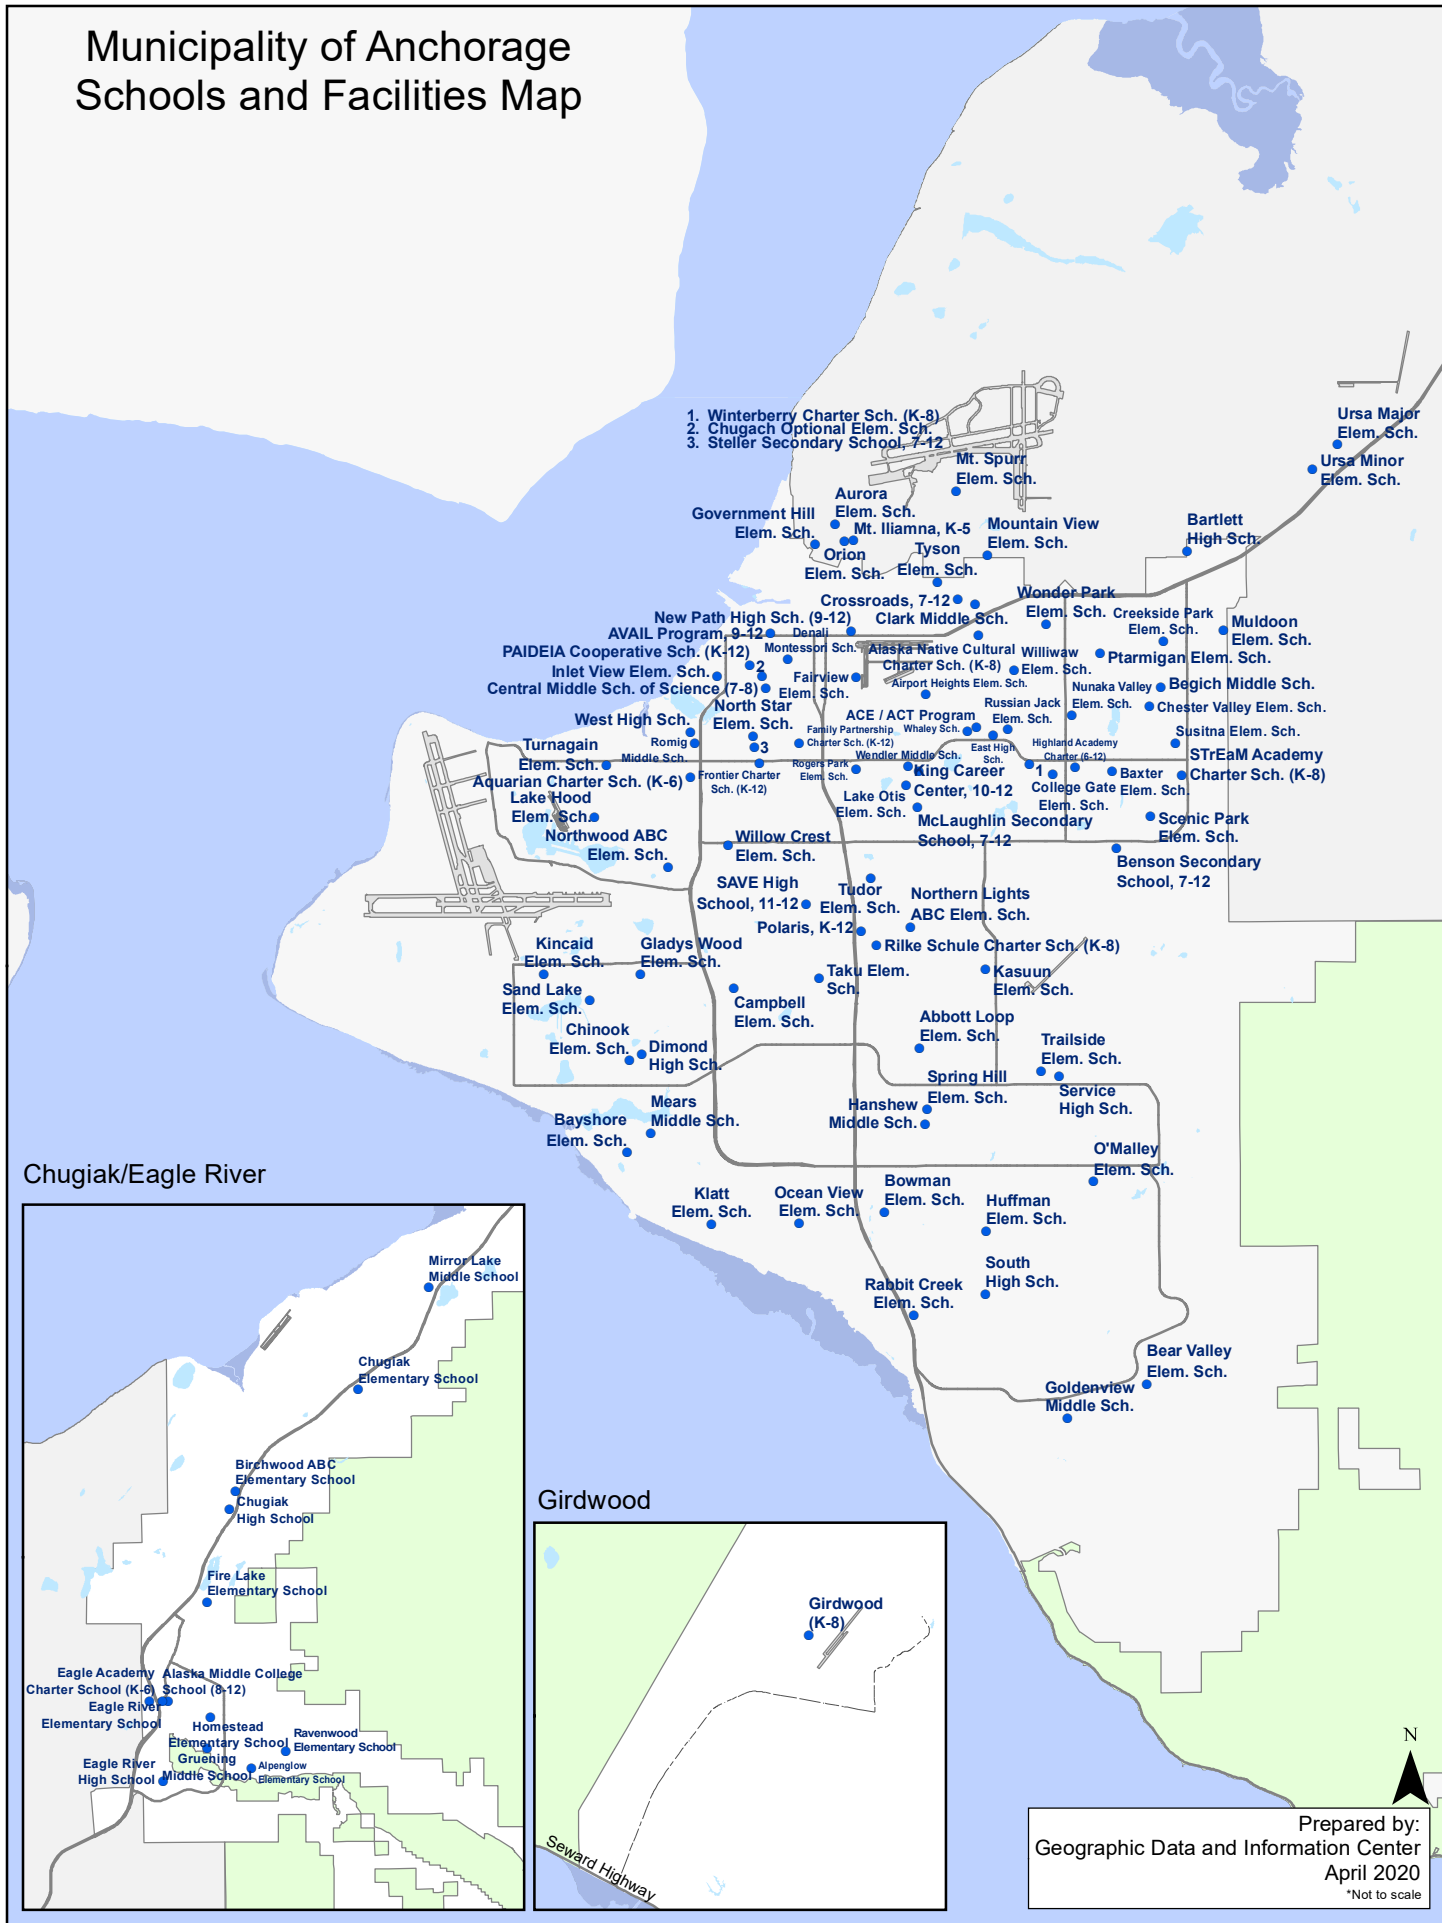 Municipality of Anchorage
Schools and Facilities Map
1. Winterberry Charter Sch. (K-8)
2. Chugach Optional Elem. Sch.
3. Steller Secondary School, 7-12
Ursa Major
Elem. Sch.
Ursa Minor
Elem. Sch.
Mt. Spurr
Elem. Sch.
Aurora
Elem. Sch.
Government Hill
Elem. Sch.
Mt. Iliamna, K-5
Orion
Elem. Sch.
Tyson
Elem. Sch.
Mountain View
Elem. Sch.
Bartlett
High Sch.
Crossroads, 7-12
Clark Middle Sch.
Wonder Park
Elem. Sch.
Creekside Park
Elem. Sch.
Muldoon
Elem. Sch.
New Path High Sch. (9-12)
AVAIL Program, 9-12
Denali
Montessori Sch.
PAIDEIA Cooperative Sch. (K-12)
2
Inlet View Elem. Sch.
Central Middle Sch. of Science (7-8)
Fairview
Elem. Sch.
Alaska Native Cultural
Charter Sch. (K-8)
Airport Heights Elem. Sch.
Williwaw
Elem. Sch.
Ptarmigan Elem. Sch.
Nunaka Valley
Elem. Sch.
Begich Middle Sch.
Chester Valley Elem. Sch.
North Star
Elem. Sch.
West High Sch.
Romig
Middle Sch.
3
Family Partnership
Charter Sch. (K-12)
ACE / ACT Program
Whaley Sch.
Russian Jack
Elem. Sch.
East High
Sch.
Highland Academy
Charter (6-12)
Susitna Elem. Sch.
STrEaM Academy
Charter Sch. (K-8)
Turnagain
Elem. Sch.
Aquarian Charter Sch. (K-6)
Frontier Charter
Sch. (K-12)
Rogers Park
Elem. Sch.
Wendler Middle Sch.
King Career
Center, 10-12
1
College Gate
Elem. Sch.
Baxter
Elem. Sch.
Lake Hood
Elem. Sch.
Lake Otis
Elem. Sch.
McLaughlin Secondary
School, 7-12
Scenic Park
Elem. Sch.
Northwood ABC
Elem. Sch.
Willow Crest
Elem. Sch.
Benson Secondary
School, 7-12
SAVE High
School, 11-12
Tudor
Elem. Sch.
Northern Lights
ABC Elem. Sch.
Polaris, K-12
Rilke Schule Charter Sch. (K-8)
Kincaid
Elem. Sch.
Gladys Wood
Elem. Sch.
Taku Elem.
Sch.
Kasuun
Elem. Sch.
Sand Lake
Elem. Sch.
Campbell
Elem. Sch.
Chinook
Elem. Sch.
Dimond
High Sch.
Abbott Loop
Elem. Sch.
Trailside
Elem. Sch.
Service
High Sch.
Spring Hill
Elem. Sch.
Hanshew
Middle Sch.
Mears
Middle Sch.
Bayshore
Elem. Sch.
O'Malley
Elem. Sch.
Klatt
Elem. Sch.
Ocean View
Elem. Sch.
Bowman
Elem. Sch.
Huffman
Elem. Sch.
South
High Sch.
Rabbit Creek
Elem. Sch.
Bear Valley
Elem. Sch.
Goldenview
Middle Sch.
Chugiak/Eagle River
Mirror Lake
Middle School
Chugiak
Elementary School
Birchwood ABC
Elementary School
Chugiak
High School
Fire Lake
Elementary School
Eagle Academy
Charter School (K-6)
Alaska Middle College
School (8-12)
Eagle River
Elementary School
Homestead
Elementary School
Ravenwood
Elementary School
Gruening
Middle School
Alpenglow
Elementary School
Eagle River
High School
Girdwood
Girdwood
(K-8)
Seward Highway
N
Prepared by:
Geographic Data and Information Center
April 2020
*Not to scale